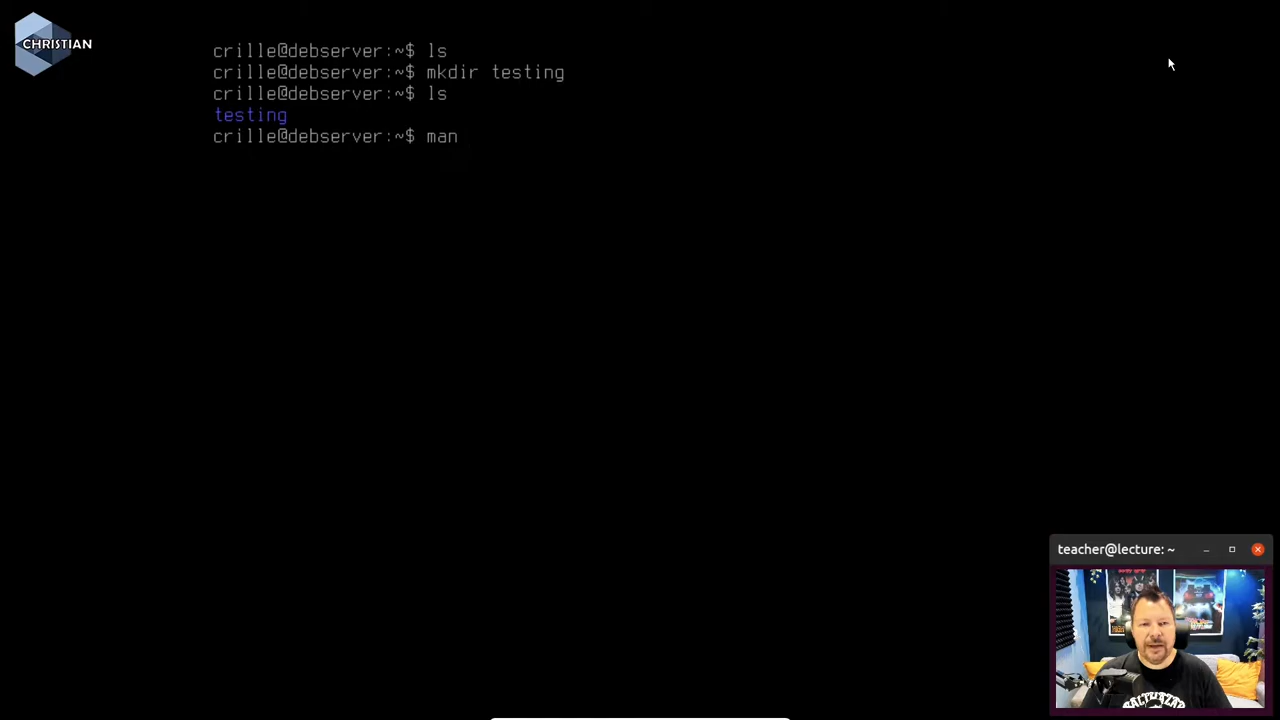 CHRISTIAN
crille@debserver:~$ ls
crille@debserver:~$ mkdir testing
crille@debserver:~$ ls
testing
crille@debserver:~$ man
teacher@lecture: ~